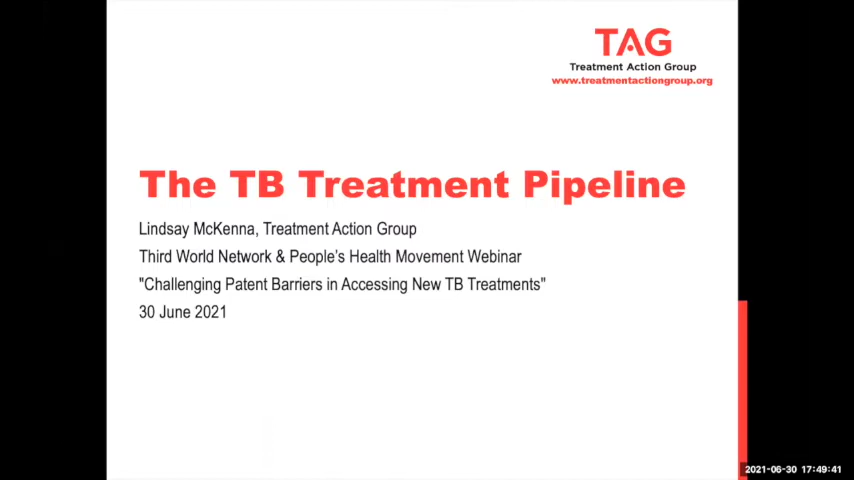 TAG
Treatment Action Group
www.treatmentactiongroup.org
The TB Treatment Pipeline
Lindsay McKenna, Treatment Action Group
Third World Network & People's Health Movement Webinar
"Challenging Patent Barriers in Accessing New TB Treatments"
30 June 2021
2021-06-30 17:49:41